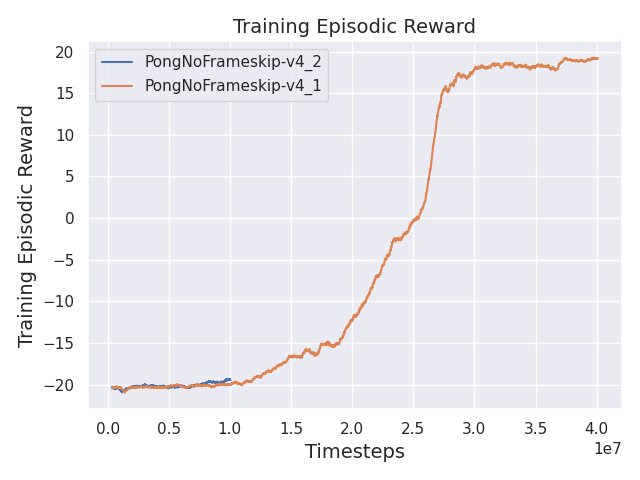 Training Episodic Reward
PongNoFrameskip-v4_2
PongNoFrameskip-v4_1
Training Episodic Reward
20
15
10
5
0
−5
−10
−15
−20
0.0 0.5 1.0 1.5 2.0 2.5 3.0 3.5 4.0
1e7
Timesteps